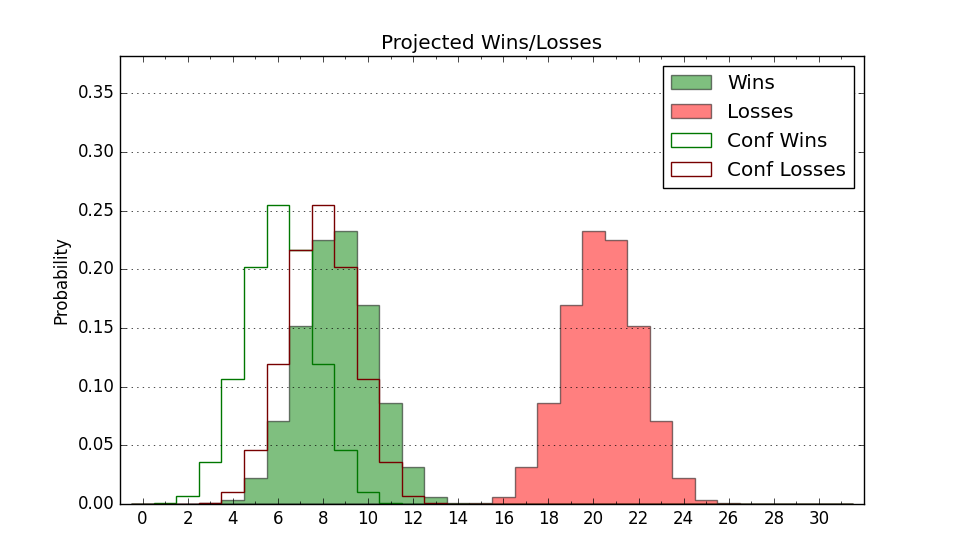 Projected Wins/Losses
Wins
Losses
Conf Wins
Conf Losses
Probability
0.35
0.30
0.25
0.20
0.15
0.10
0.05
0.00
0 2 4 6 8 10 12 14 16 18 20 22 24 26 28 30